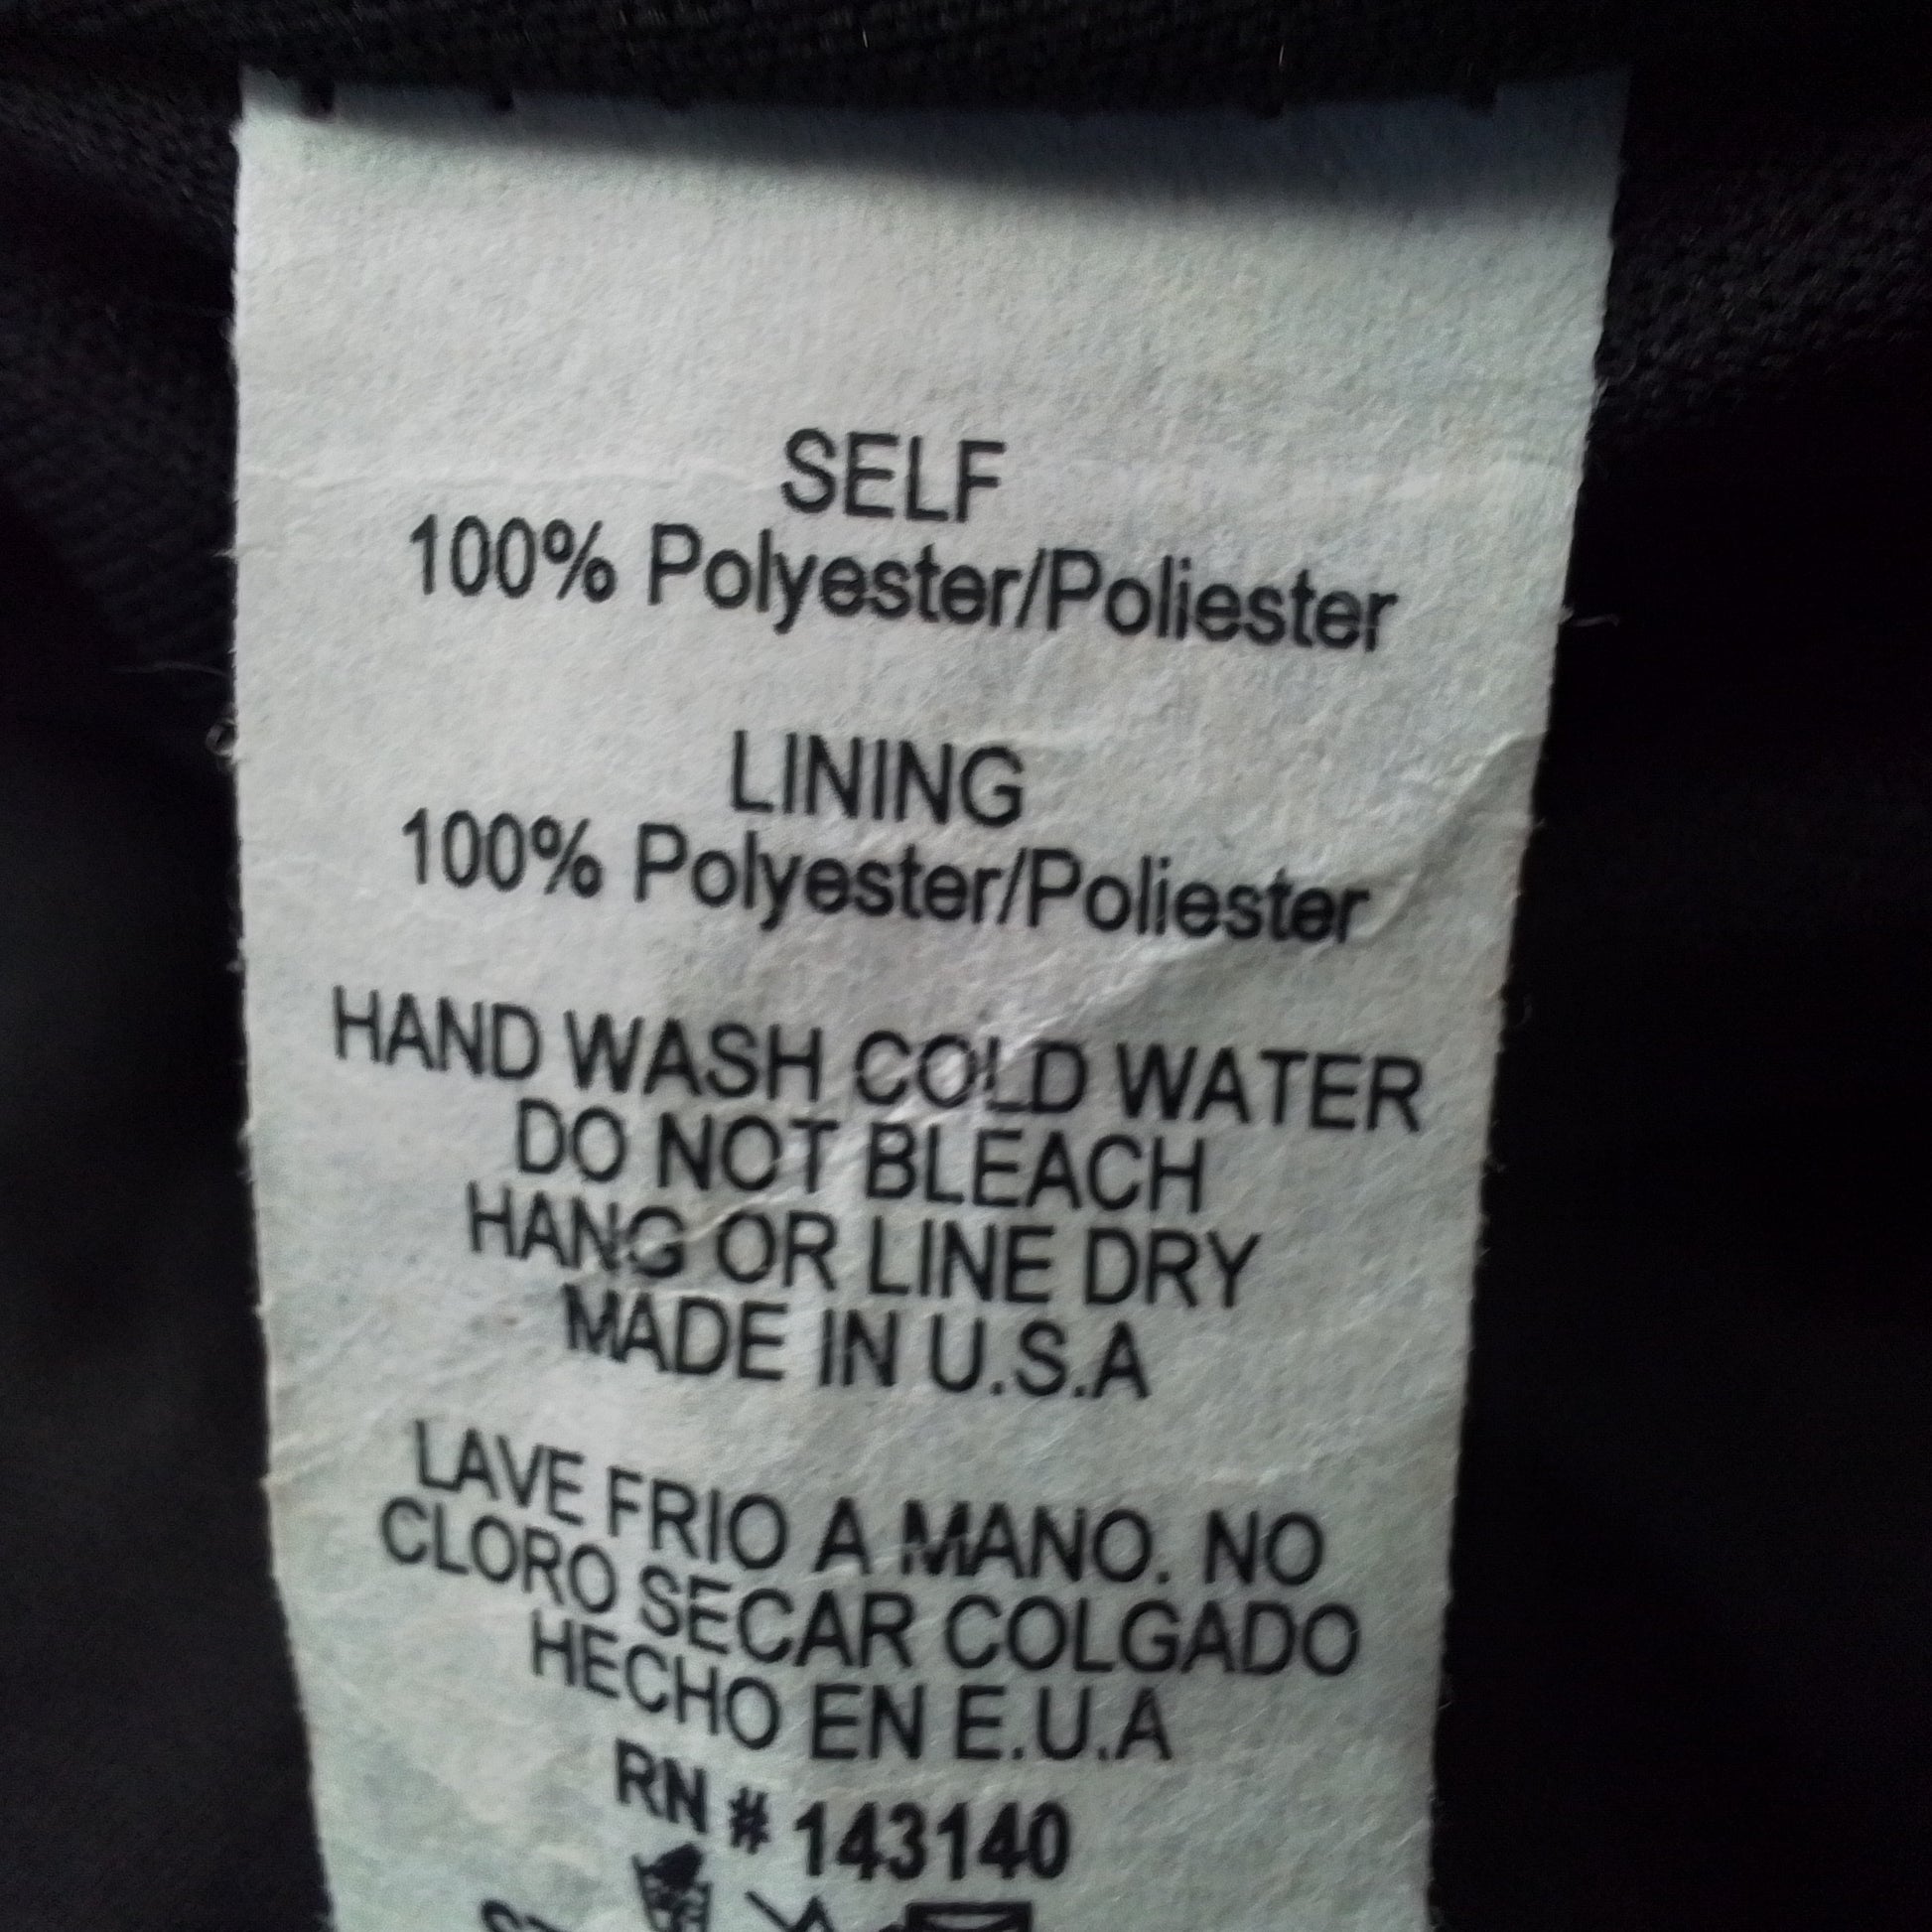 SELF
100% Polyester/Poliester
LINING
100% Polyester/Poliester
HAND WASH COLD WATER
DO NOT BLEACH
HANG OR LINE DRY
MADE IN U.S.A
LAVE FRIO A MANO. NO
CLORO SECAR COLGADO
HECHO EN E.U.A
RN # 143140